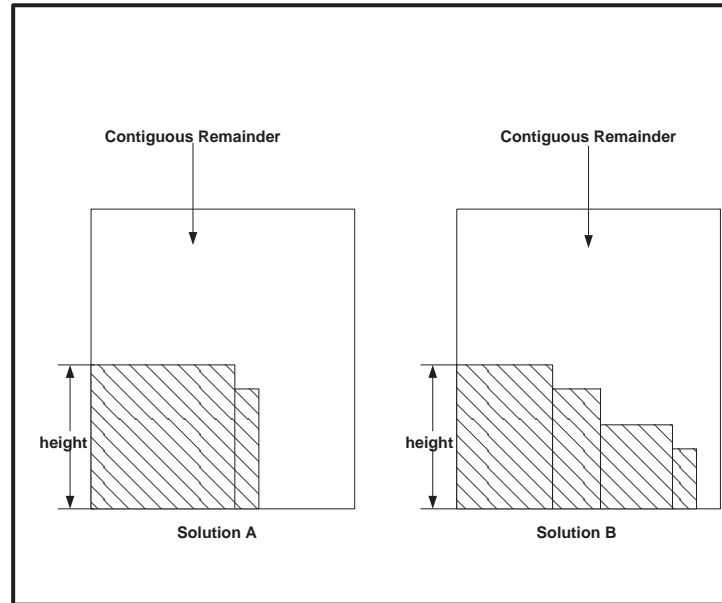 Contiguous Remainder
Contiguous Remainder
height
height
Solution A
Solution B